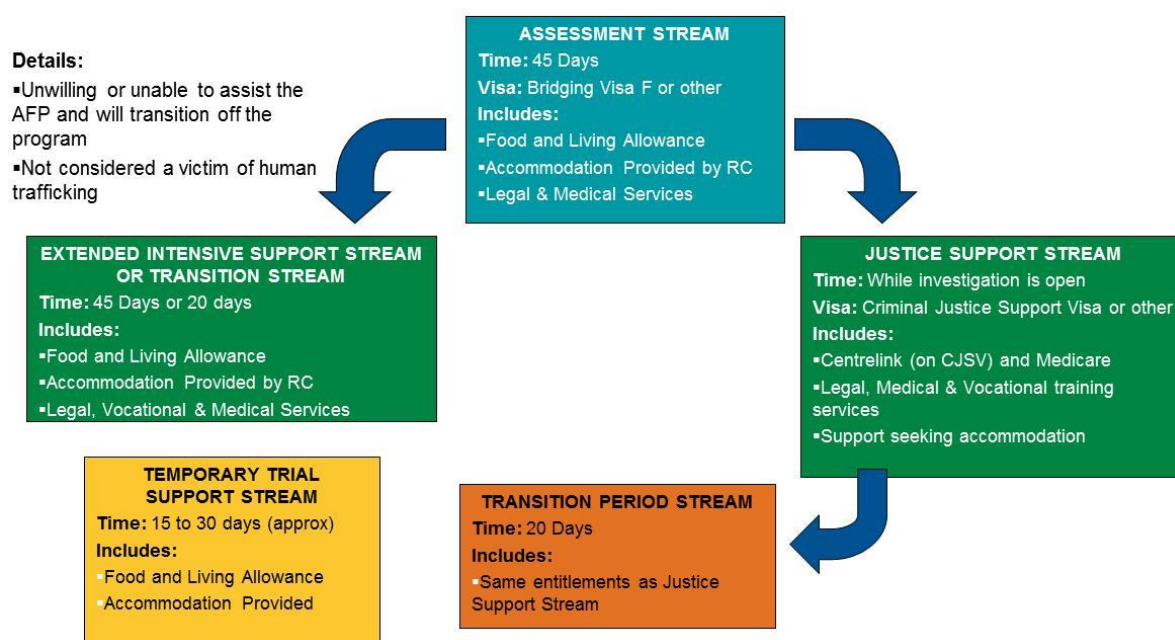 Details:
▪Unwilling or unable to assist the
AFP and will transition off the
program
▪Not considered a victim of human
trafficking
ASSESSMENT STREAM
Time: 45 Days
Visa: Bridging Visa F or other
Includes:
▪Food and Living Allowance
▪Accommodation Provided by RC
▪Legal & Medical Services
EXTENDED INTENSIVE SUPPORT STREAM
OR TRANSITION STREAM
Time: 45 Days or 20 days
Includes:
▪Food and Living Allowance
▪Accommodation Provided by RC
▪Legal, Vocational & Medical Services
JUSTICE SUPPORT STREAM
Time: While investigation is open
Visa: Criminal Justice Support Visa or other
Includes:
▪Centrelink (on CJSV) and Medicare
▪Legal, Medical & Vocational training
services
▪Support seeking accommodation
TEMPORARY TRIAL
SUPPORT STREAM
Time: 15 to 30 days (approx)
Includes:
▪Food and Living Allowance
▪Accommodation Provided
TRANSITION PERIOD STREAM
Time: 20 Days
Includes:
▪Same entitlements as Justice
Support Stream